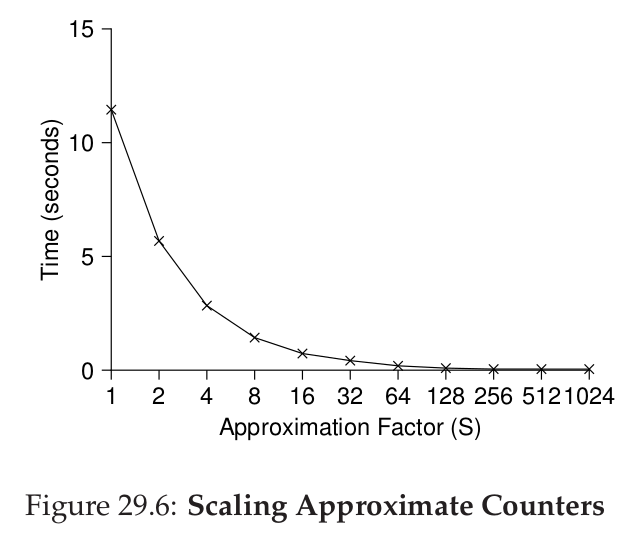 15
10
5
0
Time (seconds)
1 2 4 8 16 32 64 128 256 512 1024
Approximation Factor (S)
Figure 29.6: Scaling Approximate Counters